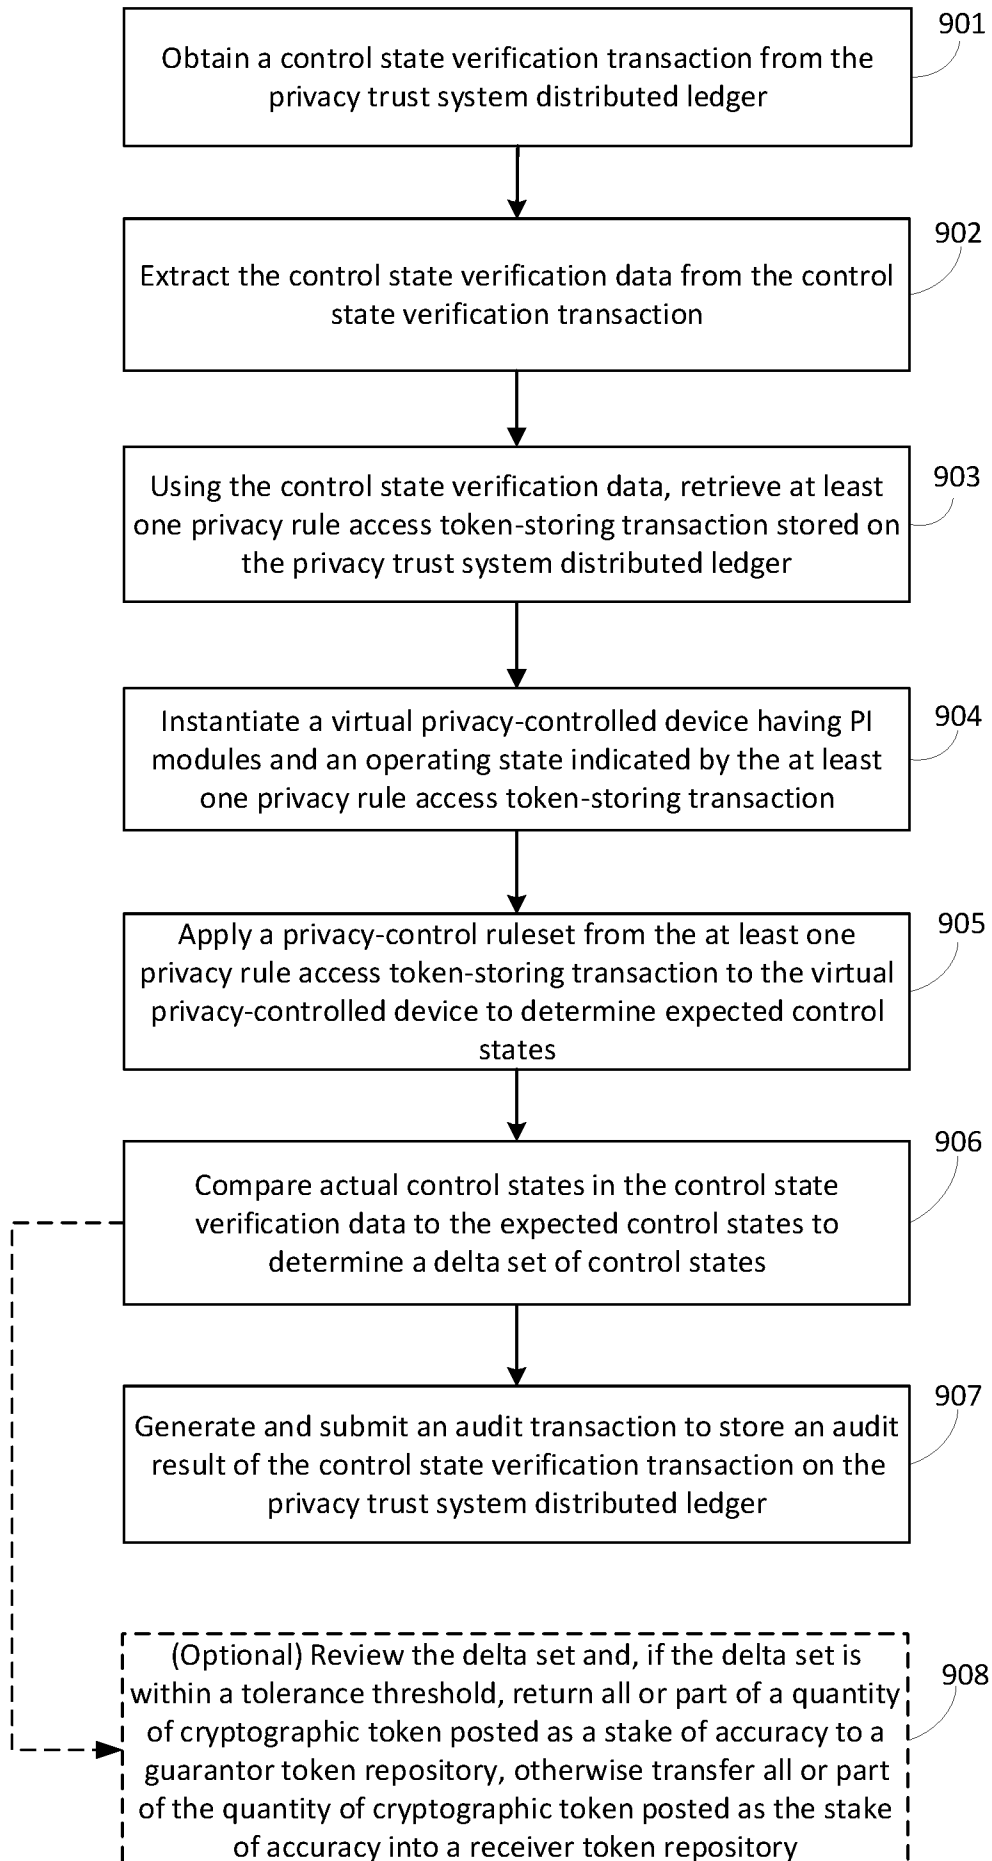 901
Obtain a control state verification transaction from the
privacy trust system distributed ledger
902
Extract the control state verification data from the control
state verification transaction
903
Using the control state verification data, retrieve at least
one privacy rule access token-storing transaction stored on
the privacy trust system distributed ledger
904
Instantiate a virtual privacy-controlled device having PI
modules and an operating state indicated by the at least
one privacy rule access token-storing transaction
905
Apply a privacy-control ruleset from the at least one
privacy rule access token-storing transaction to the virtual
privacy-controlled device to determine expected control
states
906
Compare actual control states in the control state
verification data to the expected control states to
determine a delta set of control states
907
Generate and submit an audit transaction to store an audit
result of the control state verification transaction on the
privacy trust system distributed ledger
908
(Optional) Review the delta set and, if the delta set is
within a tolerance threshold, return all or part of a quantity
of cryptographic token posted as a stake of accuracy to a
guarantor token repository, otherwise transfer all or part
of the quantity of cryptographic token posted as the stake
of accuracy into a receiver token repository